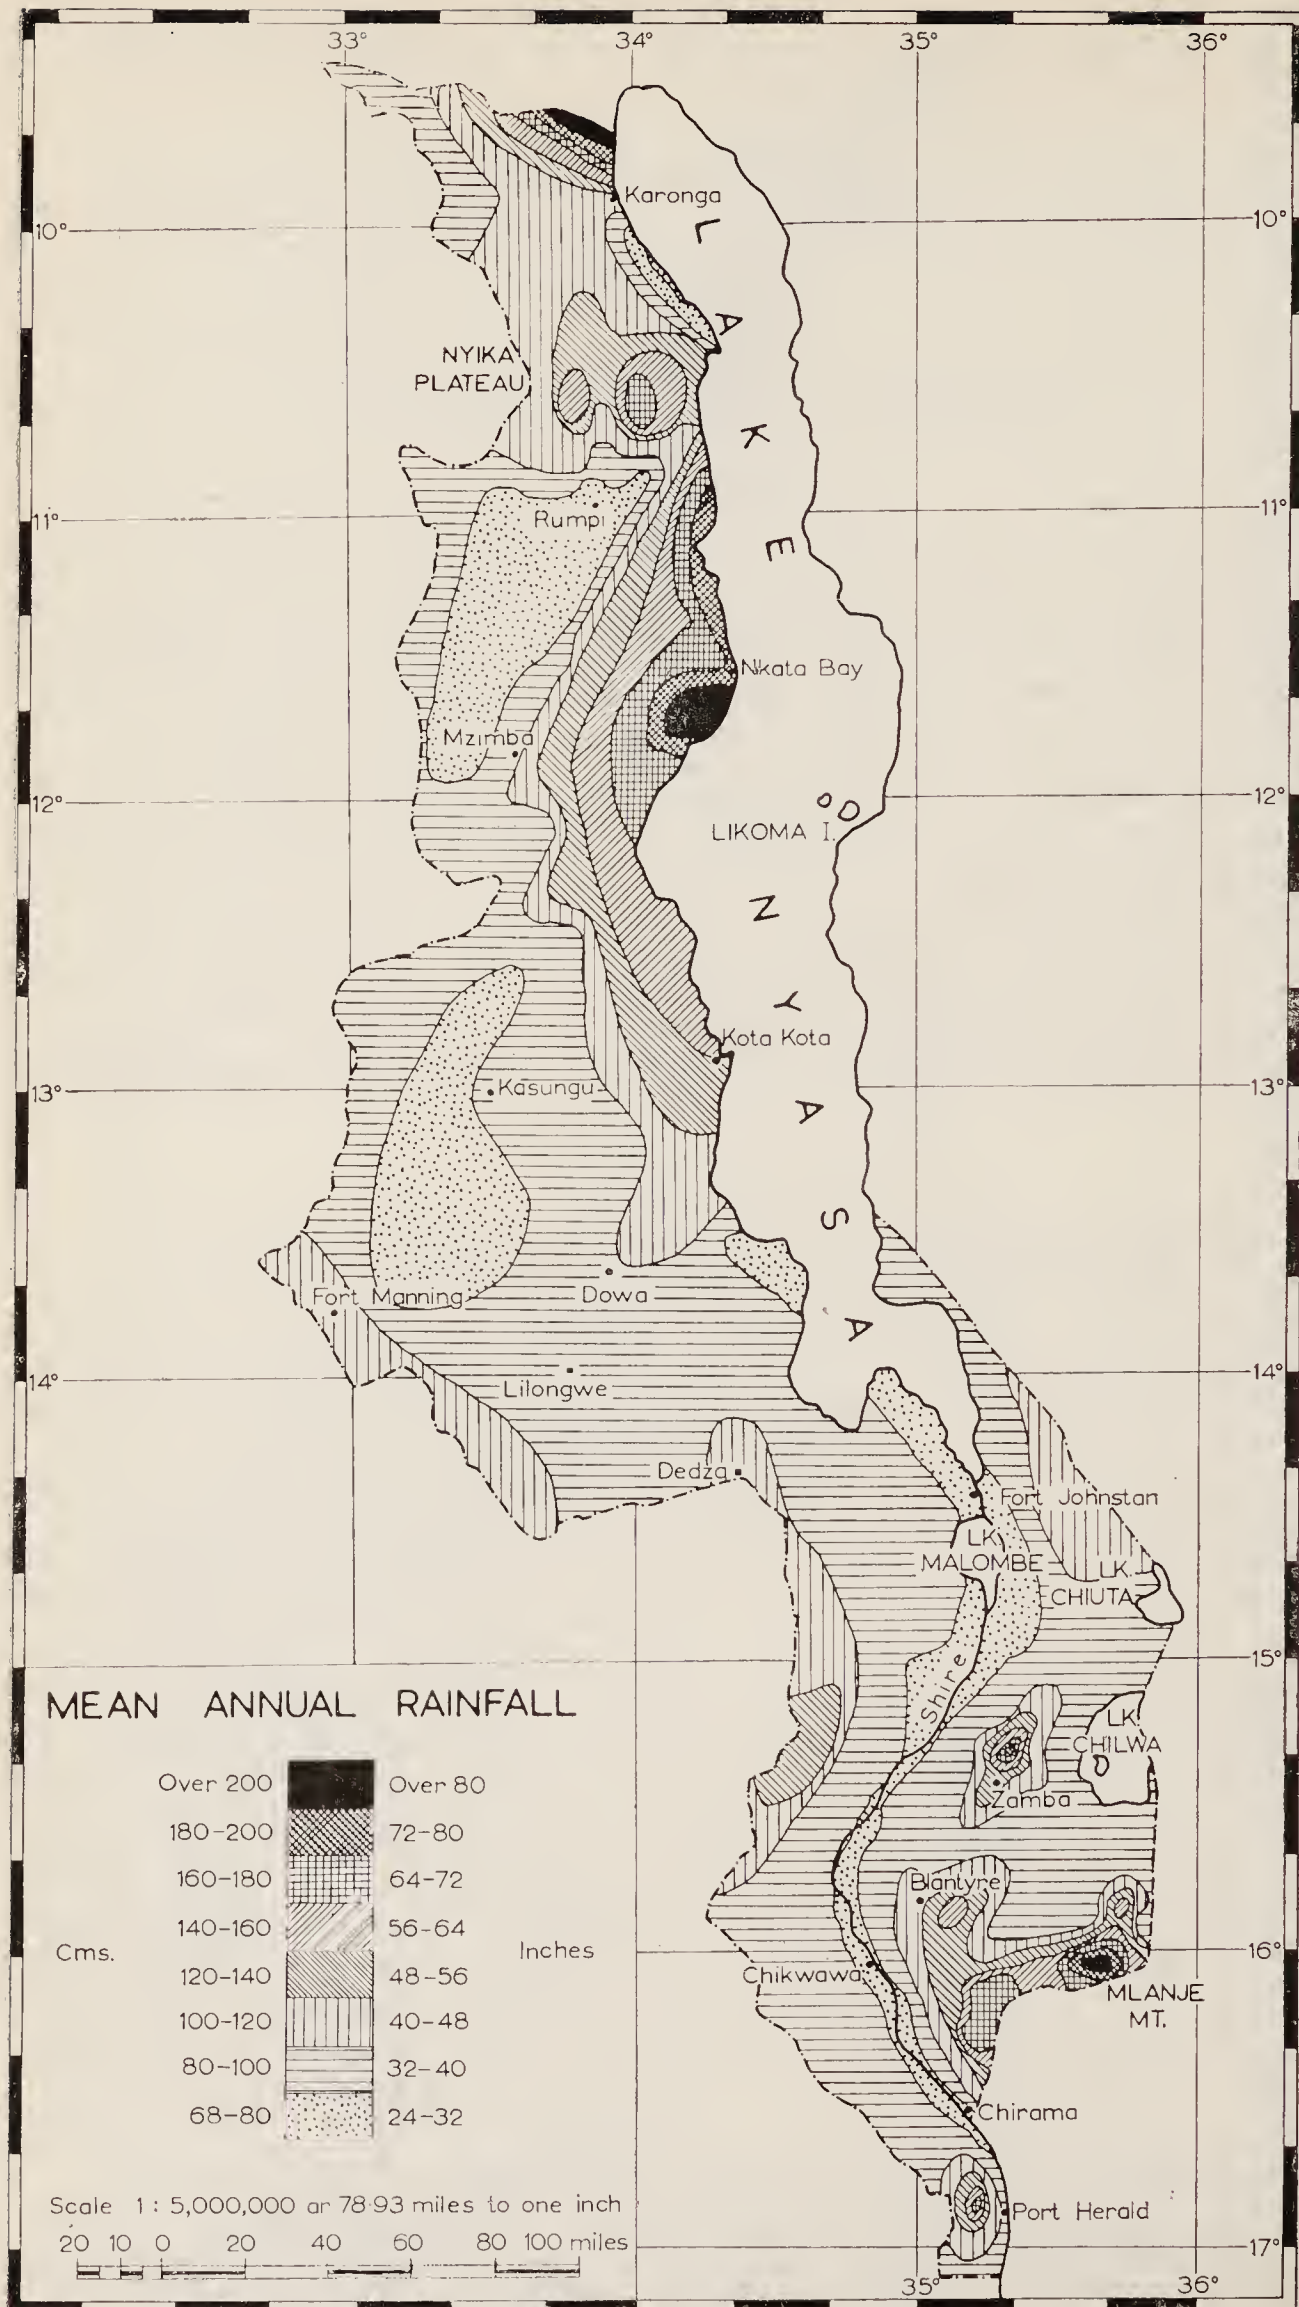 33° 34° 35° 36°
Karonga
10° 10°
L
A
K
E
NYIKA
PLATEAU
Rumpi
11° 11°
Nkata Bay
Mzimba
12° 12°
LIKOMA I.
N
Y
A
S
A
Kota Kota
13° 13°
Kasungu
Fort Manning
Dowa
14° 14°
Lilongwe
Dedza
Fort Johnstan
LK.
MALOMBE
LK.
CHIUTA
15°
Shire
LK.
CHILWA
Zamba
Blantyre
16°
Chikwawa
MLANJE
MT.
Chirama
Port Herald
17°
35° 36°
MEAN ANNUAL RAINFALL
Over 200 Over 80
180-200 72-80
160-180 64-72
140-160 56-64
Cms. Inches
120-140 48-56
100-120 40-48
80-100 32-40
68-80 24-32
Scale 1: 5,000,000 ar 78·93 miles to one inch
20 10 0 20 40 60 80 100 miles